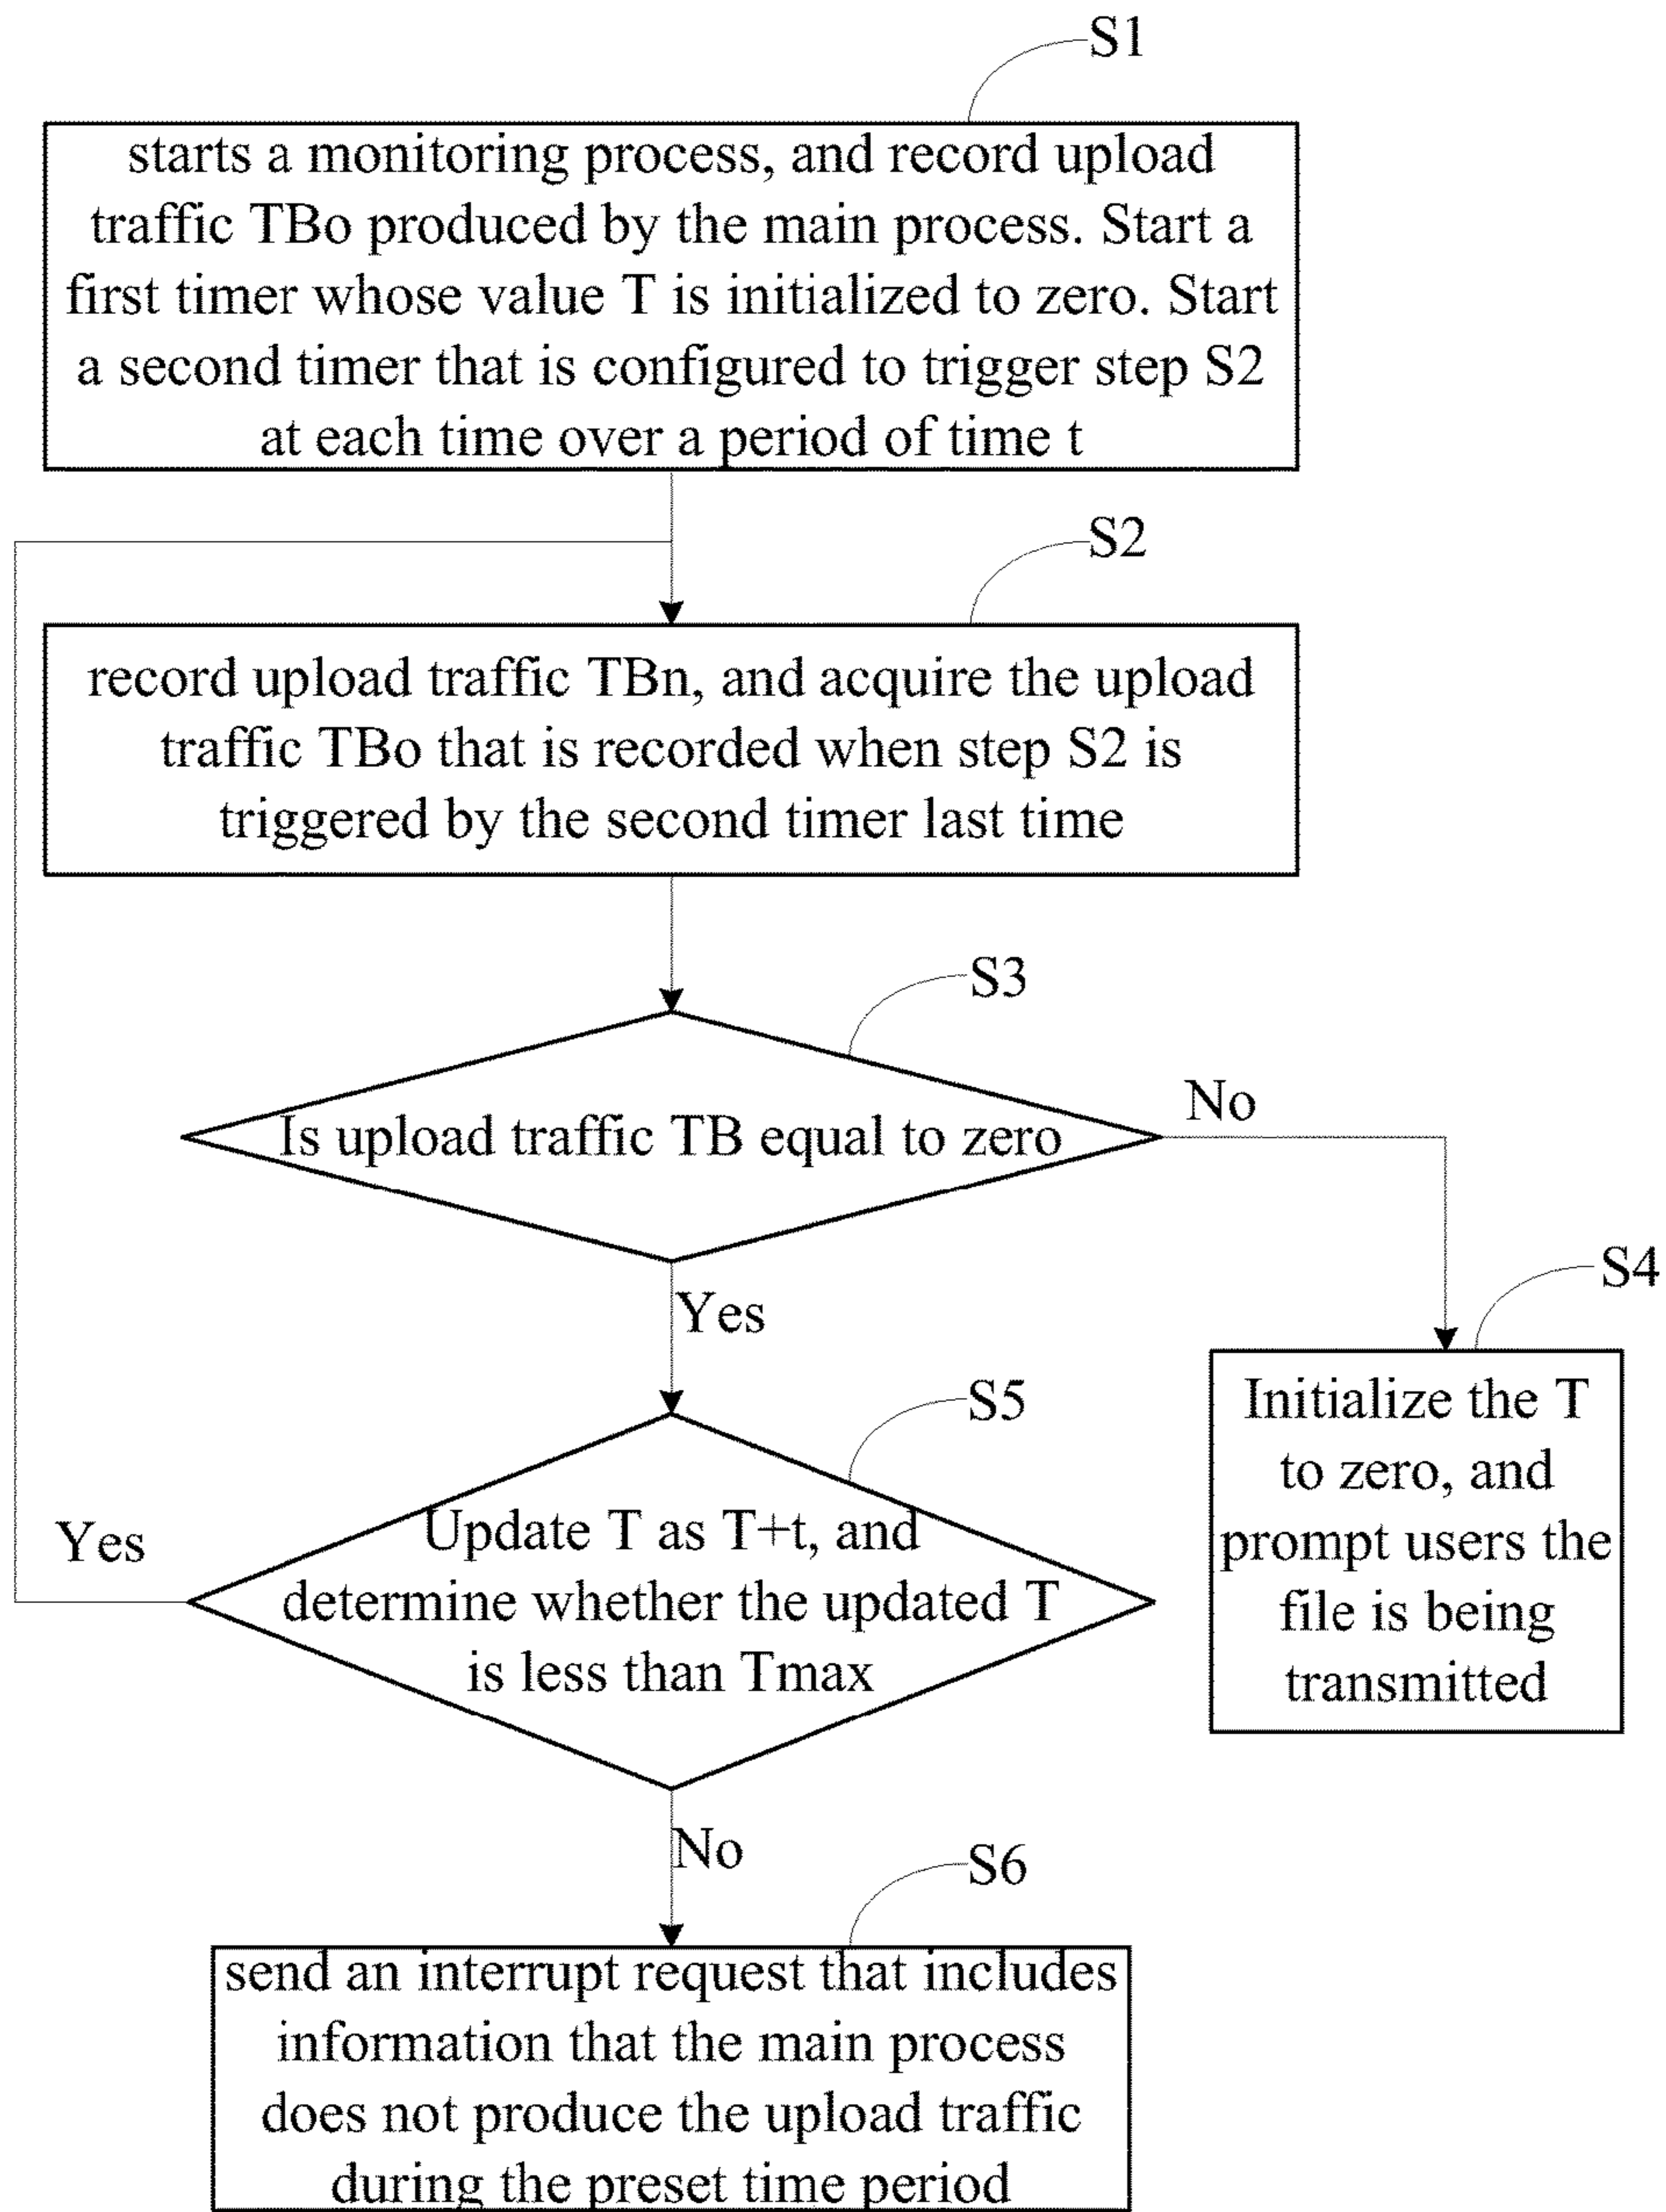 S1
starts a monitoring process, and record upload
traffic TBo produced by the main process. Start a
first timer whose value T is initialized to zero. Start
a second timer that is configured to trigger step S2
at each time over a period of time t
S2
record upload traffic TBn, and acquire the upload
traffic TBo that is recorded when step S2 is
triggered by the second timer last time
S3
Is upload traffic TB equal to zero
No
Yes
S4
Initialize the T
to zero, and
prompt users the
file is being
transmitted
S5
Update T as T+t, and
determine whether the updated T
is less than Tmax
Yes
No
S6
send an interrupt request that includes
information that the main process
does not produce the upload traffic
during the preset time period